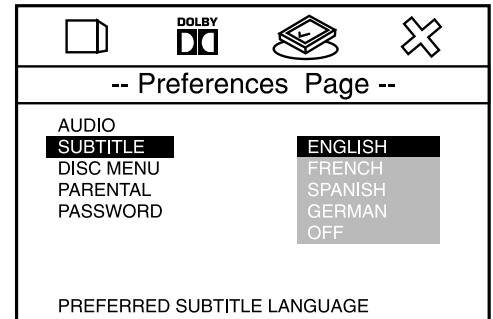 DOLBY
-- Preferences Page --
AUDIO
SUBTITLE
DISC MENU
PARENTAL
PASSWORD
ENGLISH
FRENCH
SPANISH
GERMAN
OFF
PREFERRED SUBTITLE LANGUAGE